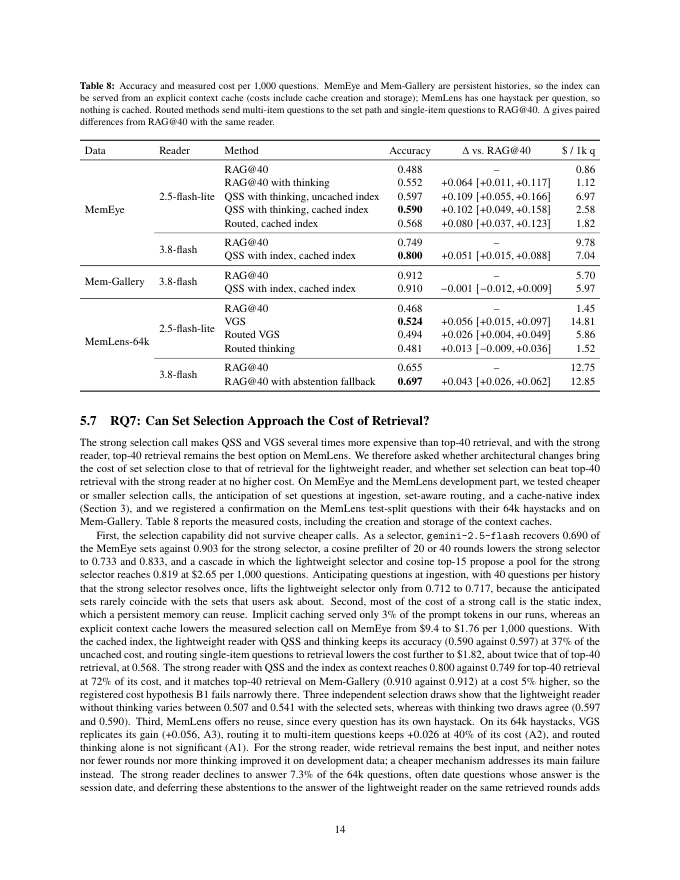 Table 8: Accuracy and measured cost per 1,000 questions. MemEye and Mem-Gallery are persistent histories, so the index can
be served from an explicit context cache (costs include cache creation and storage); MemLens has one haystack per question, so
nothing is cached. Routed methods send multi-item questions to the set path and single-item questions to RAG@40. Δ gives paired
differences from RAG@40 with the same reader.
Data Reader Method Accuracy Δ vs. RAG@40 $ / 1k q
MemEye 2.5-flash-lite RAG@40 0.488 – 0.86
RAG@40 with thinking 0.552 +0.064 [+0.011, +0.117] 1.12
QSS with thinking, uncached index 0.597 +0.109 [+0.055, +0.166] 6.97
QSS with thinking, cached index 0.590 +0.102 [+0.049, +0.158] 2.58
Routed, cached index 0.568 +0.080 [+0.037, +0.123] 1.82
3.8-flash RAG@40 0.749 – 9.78
QSS with index, cached index 0.800 +0.051 [+0.015, +0.088] 7.04
Mem-Gallery 3.8-flash RAG@40 0.912 – 5.70
QSS with index, cached index 0.910 −0.001 [−0.012, +0.009] 5.97
MemLens-64k 2.5-flash-lite RAG@40 0.468 – 1.45
VGS 0.524 +0.056 [+0.015, +0.097] 14.81
Routed VGS 0.494 +0.026 [+0.004, +0.049] 5.86
Routed thinking 0.481 +0.013 [−0.009, +0.036] 1.52
3.8-flash RAG@40 0.655 – 12.75
RAG@40 with abstention fallback 0.697 +0.043 [+0.026, +0.062] 12.85
5.7 RQ7: Can Set Selection Approach the Cost of Retrieval?
The strong selection call makes QSS and VGS several times more expensive than top-40 retrieval, and with the strong
reader, top-40 retrieval remains the best option on MemLens. We therefore asked whether architectural changes bring
the cost of set selection close to that of retrieval for the lightweight reader, and whether set selection can beat top-40
retrieval with the strong reader at no higher cost. On MemEye and the MemLens development part, we tested cheaper
or smaller selection calls, the anticipation of set questions at ingestion, set-aware routing, and a cache-native index
(Section 3), and we registered a confirmation on the MemLens test-split questions with their 64k haystacks and on
Mem-Gallery. Table 8 reports the measured costs, including the creation and storage of the context caches.
First, the selection capability did not survive cheaper calls. As a selector, gemini-2.5-flash recovers 0.690 of
the MemEye sets against 0.903 for the strong selector, a cosine prefilter of 20 or 40 rounds lowers the strong selector
to 0.733 and 0.833, and a cascade in which the lightweight selector and cosine top-15 propose a pool for the strong
selector reaches 0.819 at $2.65 per 1,000 questions. Anticipating questions at ingestion, with 40 questions per history
that the strong selector resolves once, lifts the lightweight selector only from 0.712 to 0.717, because the anticipated
sets rarely coincide with the sets that users ask about. Second, most of the cost of a strong call is the static index,
which a persistent memory can reuse. Implicit caching served only 3% of the prompt tokens in our runs, whereas an
explicit context cache lowers the measured selection call on MemEye from $9.4 to $1.76 per 1,000 questions. With
the cached index, the lightweight reader with QSS and thinking keeps its accuracy (0.590 against 0.597) at 37% of the
uncached cost, and routing single-item questions to retrieval lowers the cost further to $1.82, about twice that of top-40
retrieval, at 0.568. The strong reader with QSS and the index as context reaches 0.800 against 0.749 for top-40 retrieval
at 72% of its cost, and it matches top-40 retrieval on Mem-Gallery (0.910 against 0.912) at a cost 5% higher, so the
registered cost hypothesis B1 fails narrowly there. Three independent selection draws show that the lightweight reader
without thinking varies between 0.507 and 0.541 with the selected sets, whereas with thinking two draws agree (0.597
and 0.590). Third, MemLens offers no reuse, since every question has its own haystack. On its 64k haystacks, VGS
replicates its gain (+0.056, A3), routing it to multi-item questions keeps +0.026 at 40% of its cost (A2), and routed
thinking alone is not significant (A1). For the strong reader, wide retrieval remains the best input, and neither notes
nor fewer rounds nor more thinking improved it on development data; a cheaper mechanism addresses its main failure
instead. The strong reader declines to answer 7.3% of the 64k questions, often date questions whose answer is the
session date, and deferring these abstentions to the answer of the lightweight reader on the same retrieved rounds adds
14